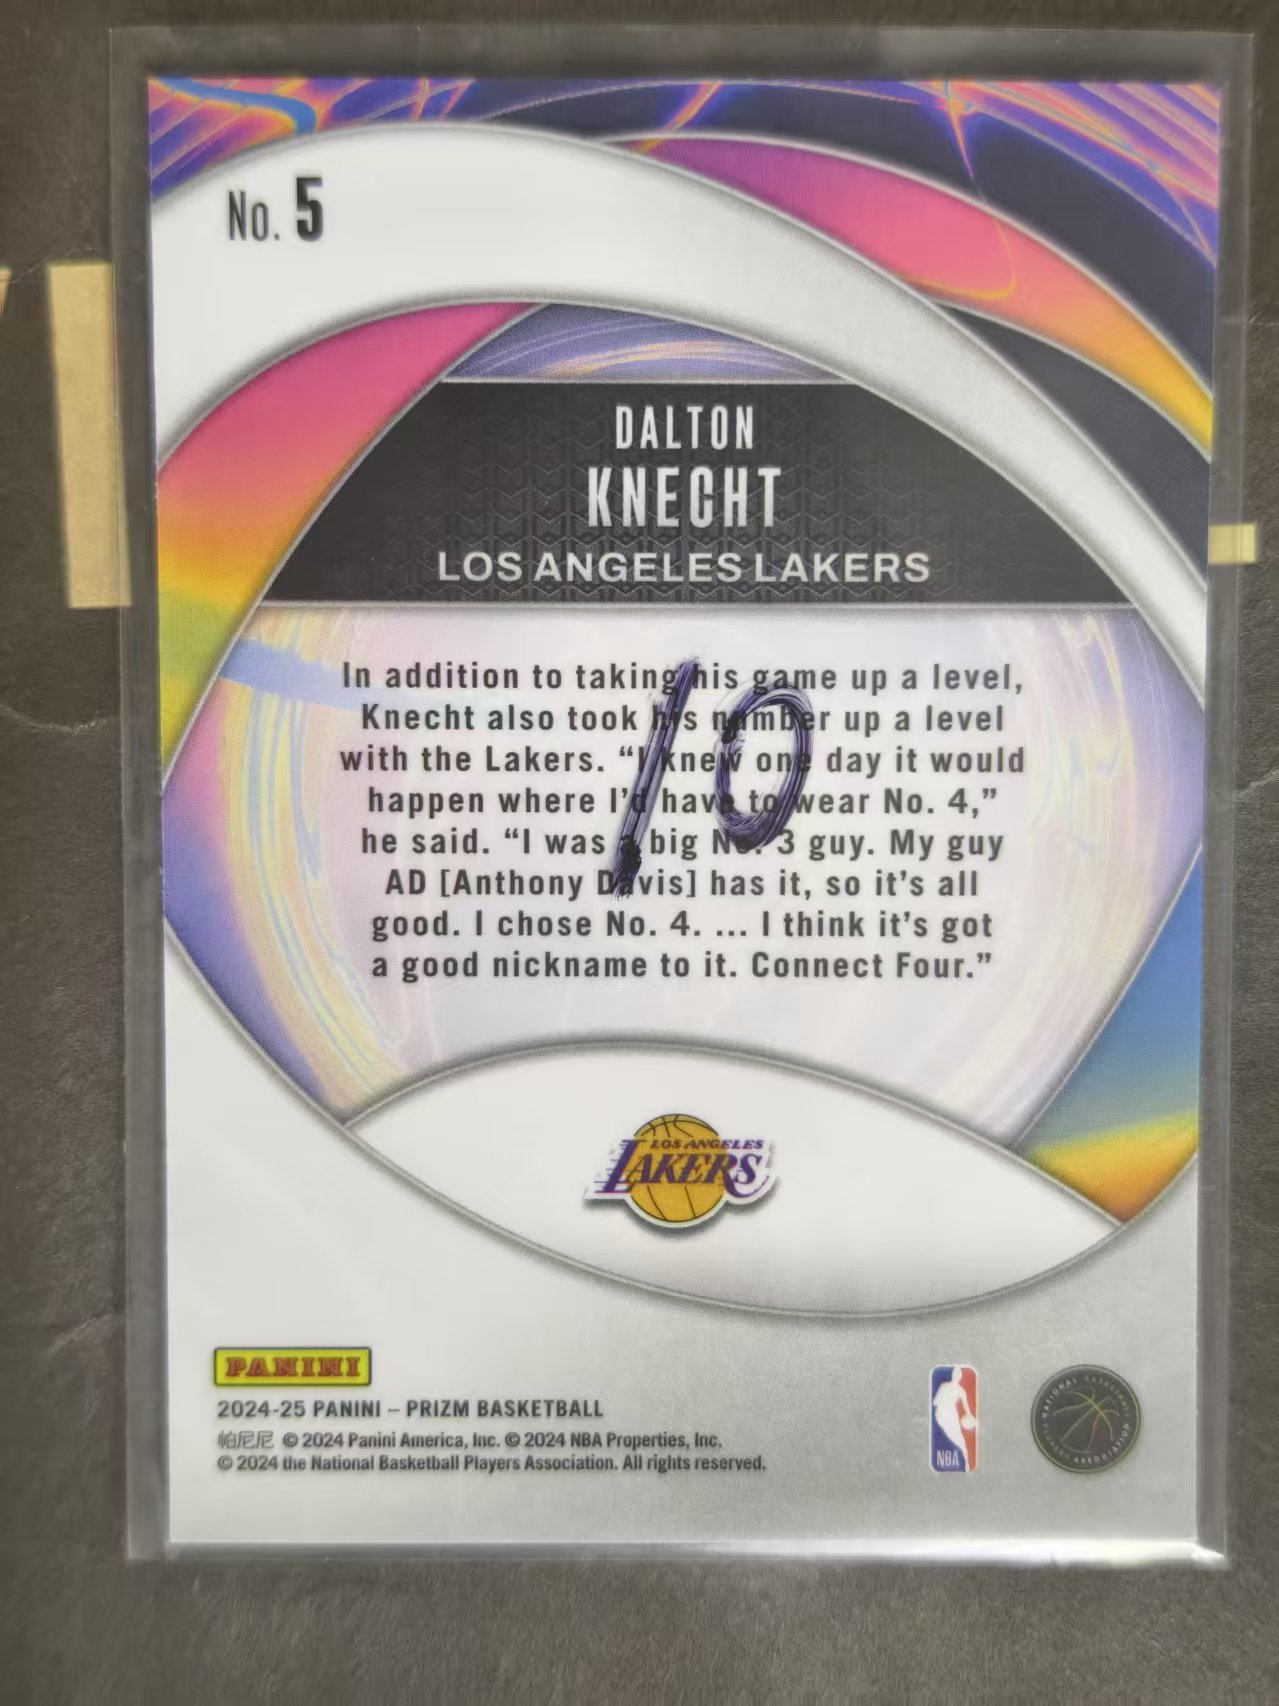 No. 5
DALTON
KNECHT
LOS ANGELES LAKERS
In addition to taking his game up a level,
Knecht also took his number up a level
with the Lakers. “I knew one day it would
happen where I’d have to wear No. 4,”
he said. “I was a big No. 3 guy. My guy
AD [Anthony Davis] has it, so it’s all
good. I chose No. 4. ... I think it’s got
a good nickname to it. Connect Four.”
/0
LOS ANGELES
LAKERS
PANINI
2024-25 PANINI – PRIZM BASKETBALL
帕尼尼 © 2024 Panini America, Inc. © 2024 NBA Properties, Inc.
© 2024 the National Basketball Players Association. All rights reserved.
NBA
NATIONAL BASKETBALL
PLAYERS ASSOCIATION